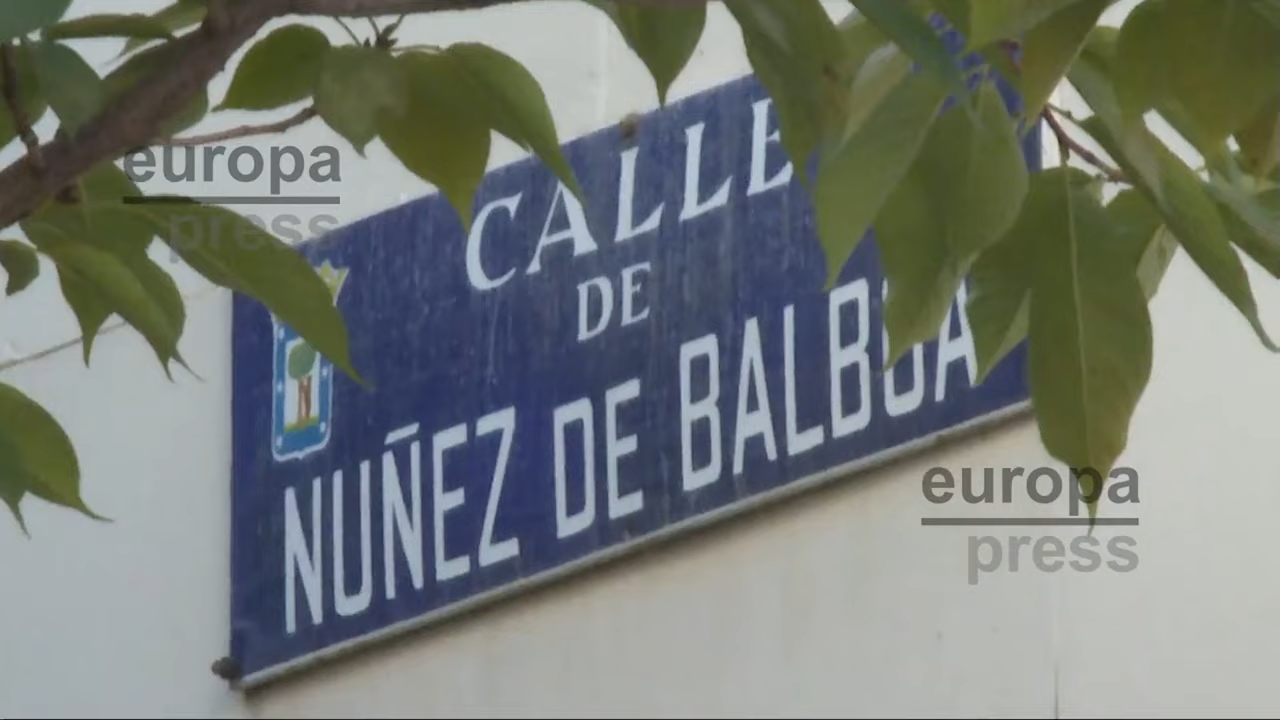 europa
press
CALLE
DE
NUÑEZ DE BALBOA
europa
press